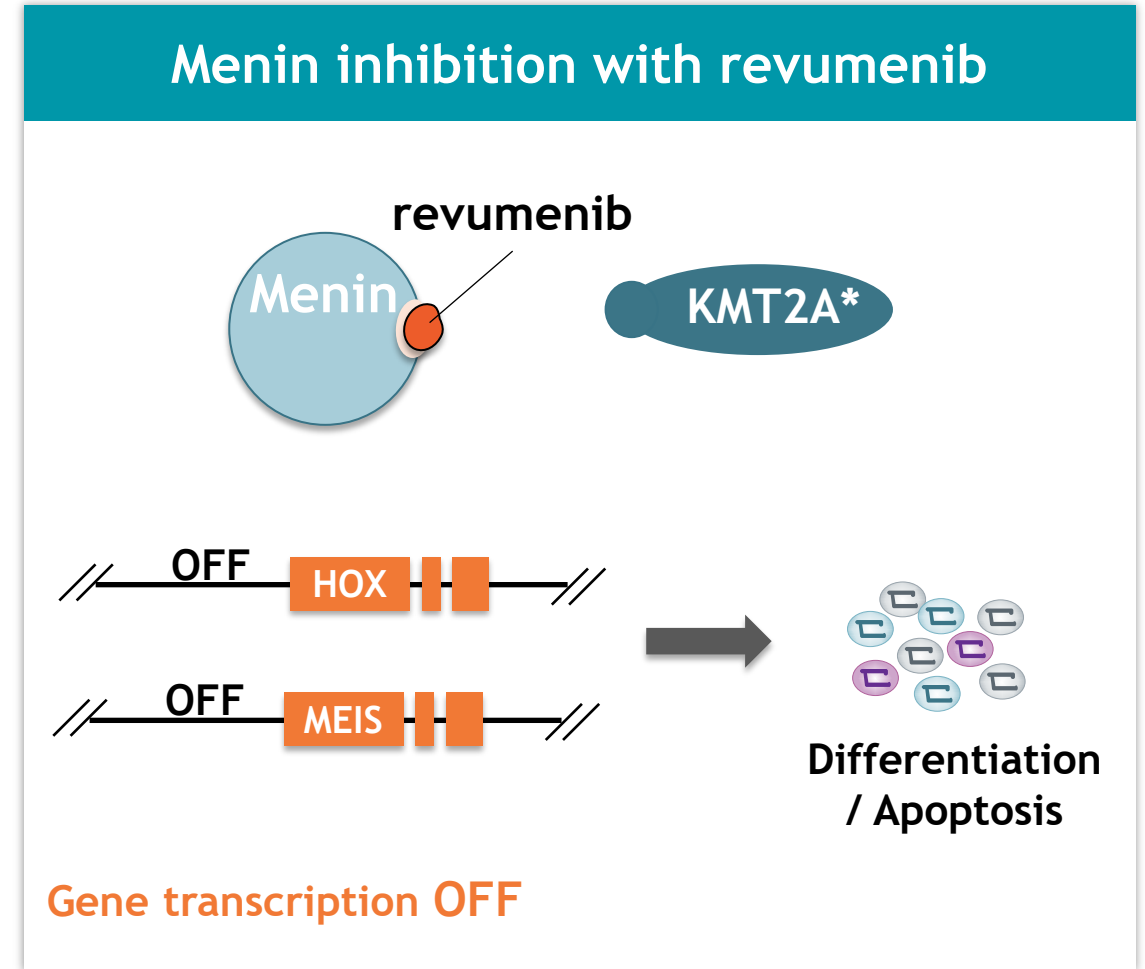 Menin inhibition with revumenib
revumenib
Menin
KMT2A*
OFF
HOX
OFF
MEIS
Differentiation
/ Apoptosis
Gene transcription OFF